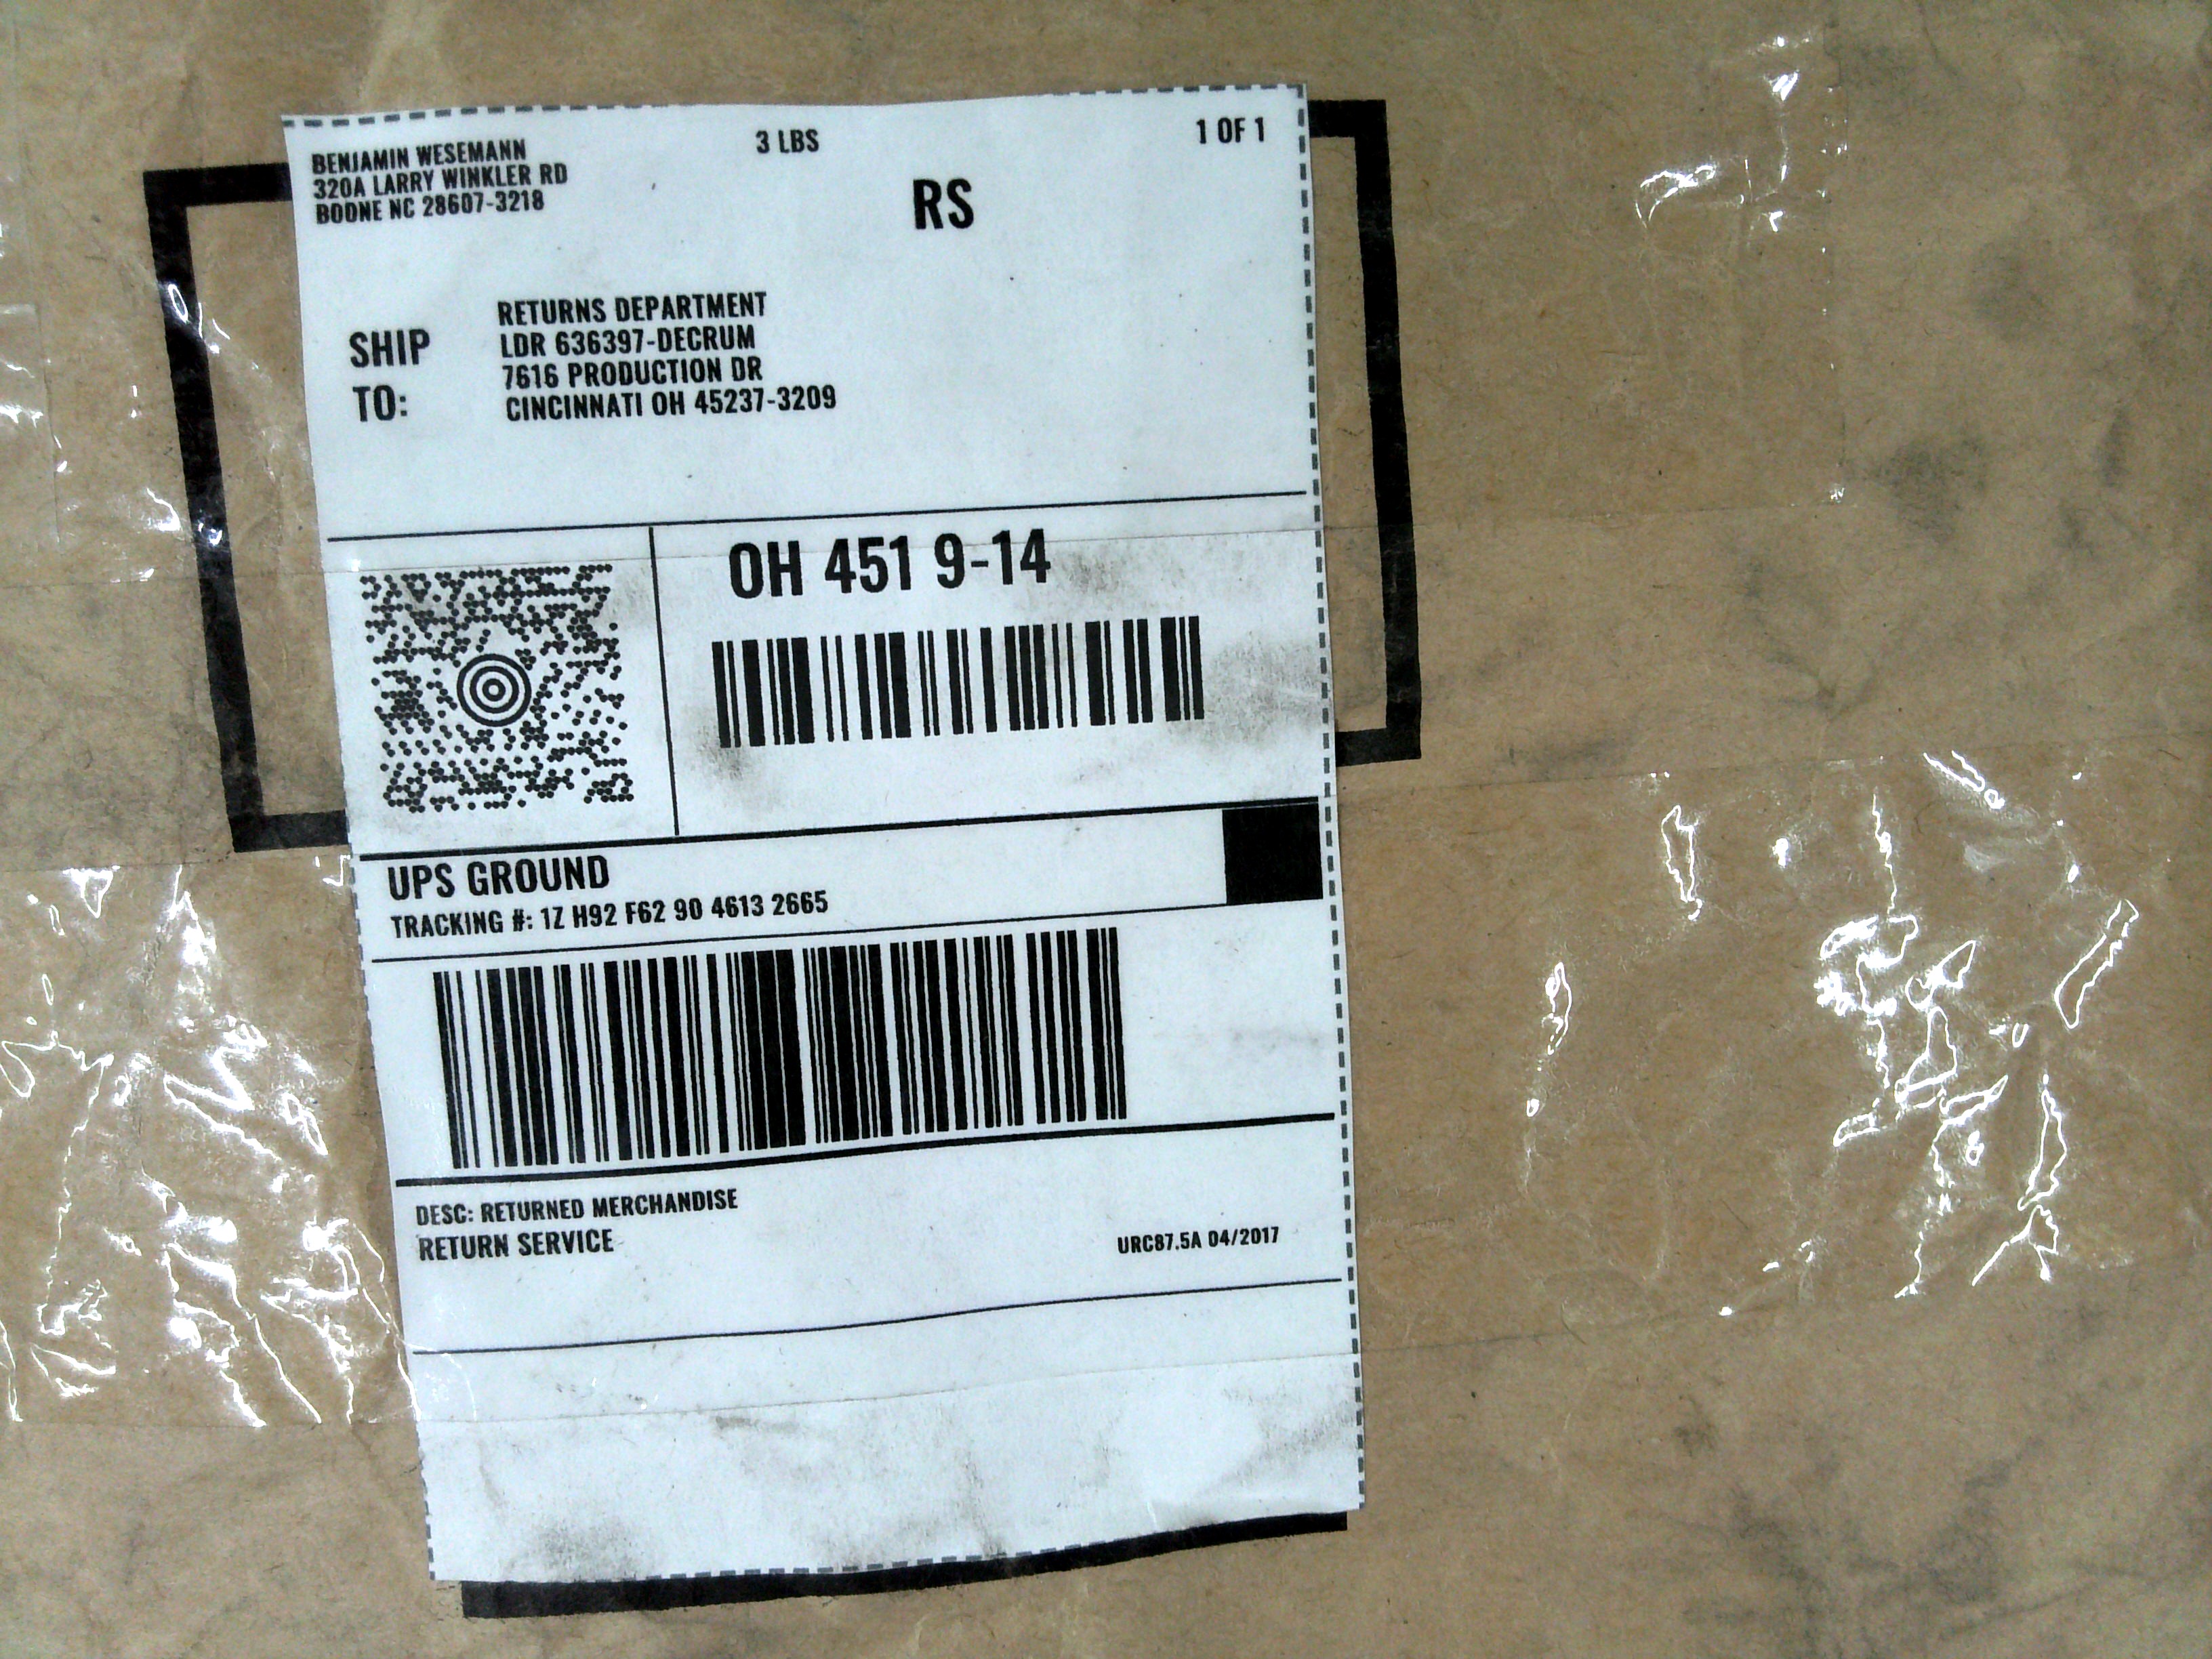 BENJAMIN WESEMANN
320A LARRY WINKLER RD
BOONE NC 28607-3218
3 LBS
1 OF 1
RS
SHIP
TO:
RETURNS DEPARTMENT
LDR 636397-DECRUM
7616 PRODUCTION DR
CINCINNATI OH 45237-3209
OH 451 9-14
UPS GROUND
TRACKING #: 1Z H92 F62 90 4613 2665
DESC: RETURNED MERCHANDISE
RETURN SERVICE
URC87.5A 04/2017